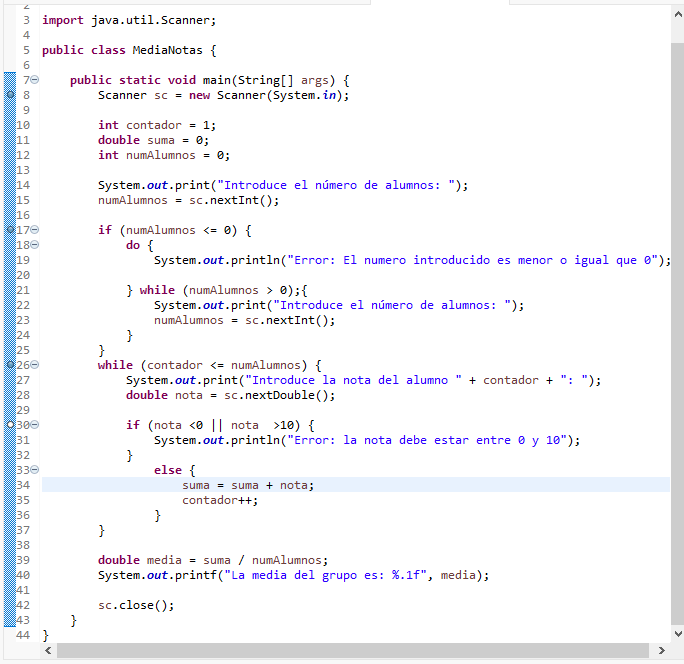 2
3 import java.util.Scanner;
4
5 public class MediaNotas {
6
7 public static void main(String[] args) {
8 Scanner sc = new Scanner(System.in);
9
10 int contador = 1;
11 double suma = 0;
12 int numAlumnos = 0;
13
14 System.out.print("Introduce el número de alumnos: ");
15 numAlumnos = sc.nextInt();
16
17 if (numAlumnos <= 0) {
18 do {
19 System.out.println("Error: El numero introducido es menor o igual que 0");
20
21 } while (numAlumnos > 0);{
22 System.out.print("Introduce el número de alumnos: ");
23 numAlumnos = sc.nextInt();
24 }
25 }
26 while (contador <= numAlumnos) {
27 System.out.print("Introduce la nota del alumno " + contador + ": ");
28 double nota = sc.nextDouble();
29
30 if (nota <0 || nota  >10) {
31 System.out.println("Error: la nota debe estar entre 0 y 10");
32 }
33 else {
34 suma = suma + nota;
35 contador++;
36 }
37 }
38
39 double media = suma / numAlumnos;
40 System.out.printf("La media del grupo es: %.1f", media);
41
42 sc.close();
43 }
44 }